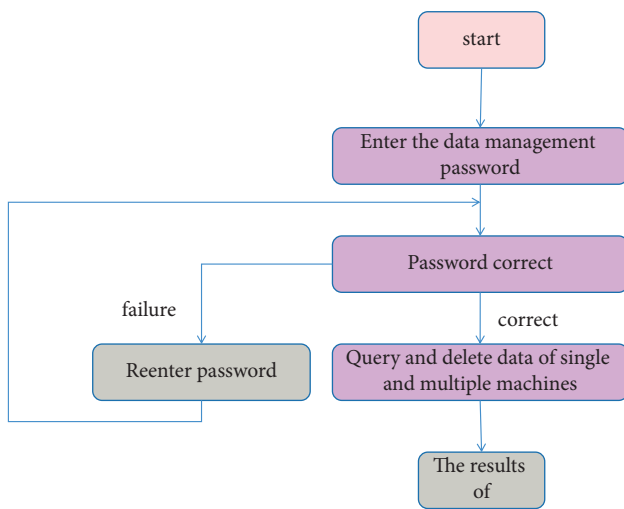 start
Enter the data management
password
Password correct
failure
correct
Reenter password
Query and delete data of single
and multiple machines
The results
of